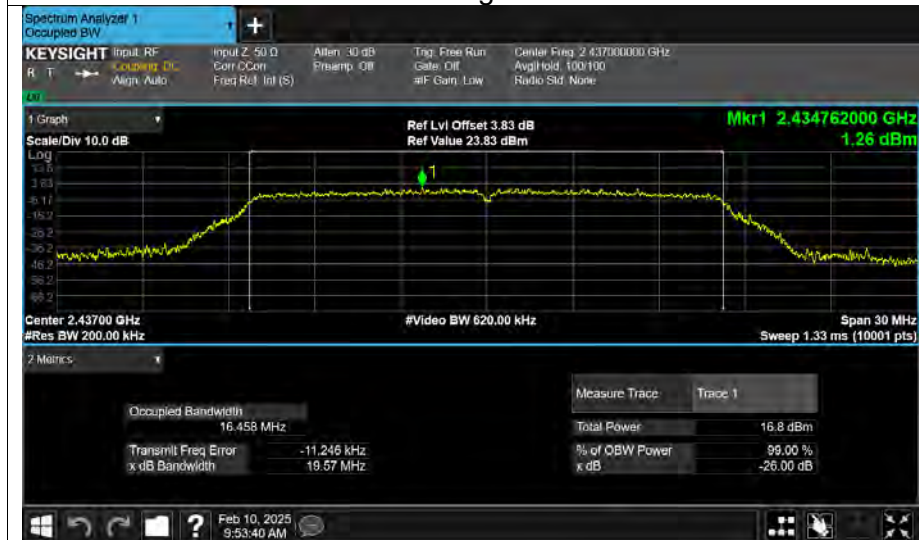 Spectrum Analyzer 1
Occupied BW
KEYSIGHT
R T
Input: RF
Coupling: DC
Align: Auto
Input Z: 50 Ω
Corr CCorr
Freq Ref: Int (S)
Atten: 30 dB
Preamp: Off
Trig: Free Run
Gate: Off
#IF Gain: Low
Center Freq: 2.437000000 GHz
Avg|Hold: 100/100
Radio Std: None
1 Graph
Scale/Div 10.0 dB
Ref Lvl Offset 3.83 dB
Ref Value 23.83 dBm
Mkr1 2.434762000 GHz
1.26 dBm
Log
13.8
3.83
-6.17
-16.2
-26.2
-36.2
-46.2
-56.2
-66.2
1
Center 2.43700 GHz
#Res BW 200.00 kHz
#Video BW 620.00 kHz
Span 30 MHz
Sweep 1.33 ms (10001 pts)
2 Metrics
Measure Trace Trace 1
Occupied Bandwidth
16.458 MHz
Total Power 16.8 dBm
Transmit Freq Error -11.246 kHz
% of OBW Power 99.00 %
x dB Bandwidth 19.57 MHz
x dB -26.00 dB
?
Feb 10, 2025
9:53:40 AM